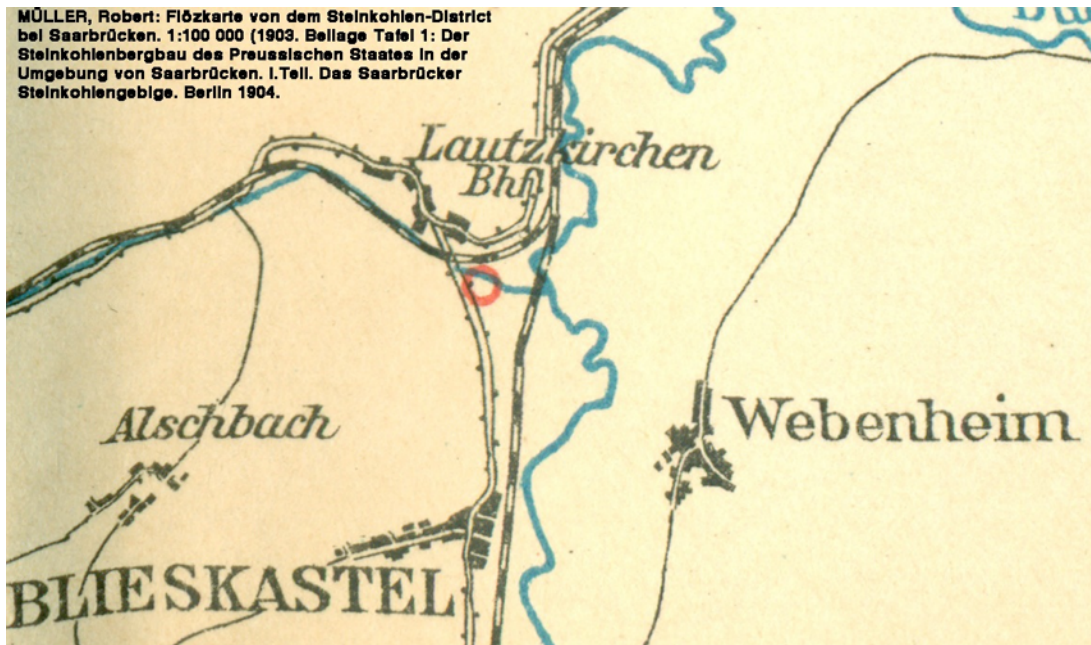 MÜLLER, Robert: Flözkarte von dem Steinkohlen-District
bei Saarbrücken. 1:100 000 (1903. Beilage Tafel 1: Der
Steinkohlenbergbau des Preussischen Staates in der
Umgebung von Saarbrücken. I.Teil. Das Saarbrücker
Steinkohlengebige. Berlin 1904.
Lautzkirchen
Bhf.
Alschbach
Webenheim
BLIESKASTEL